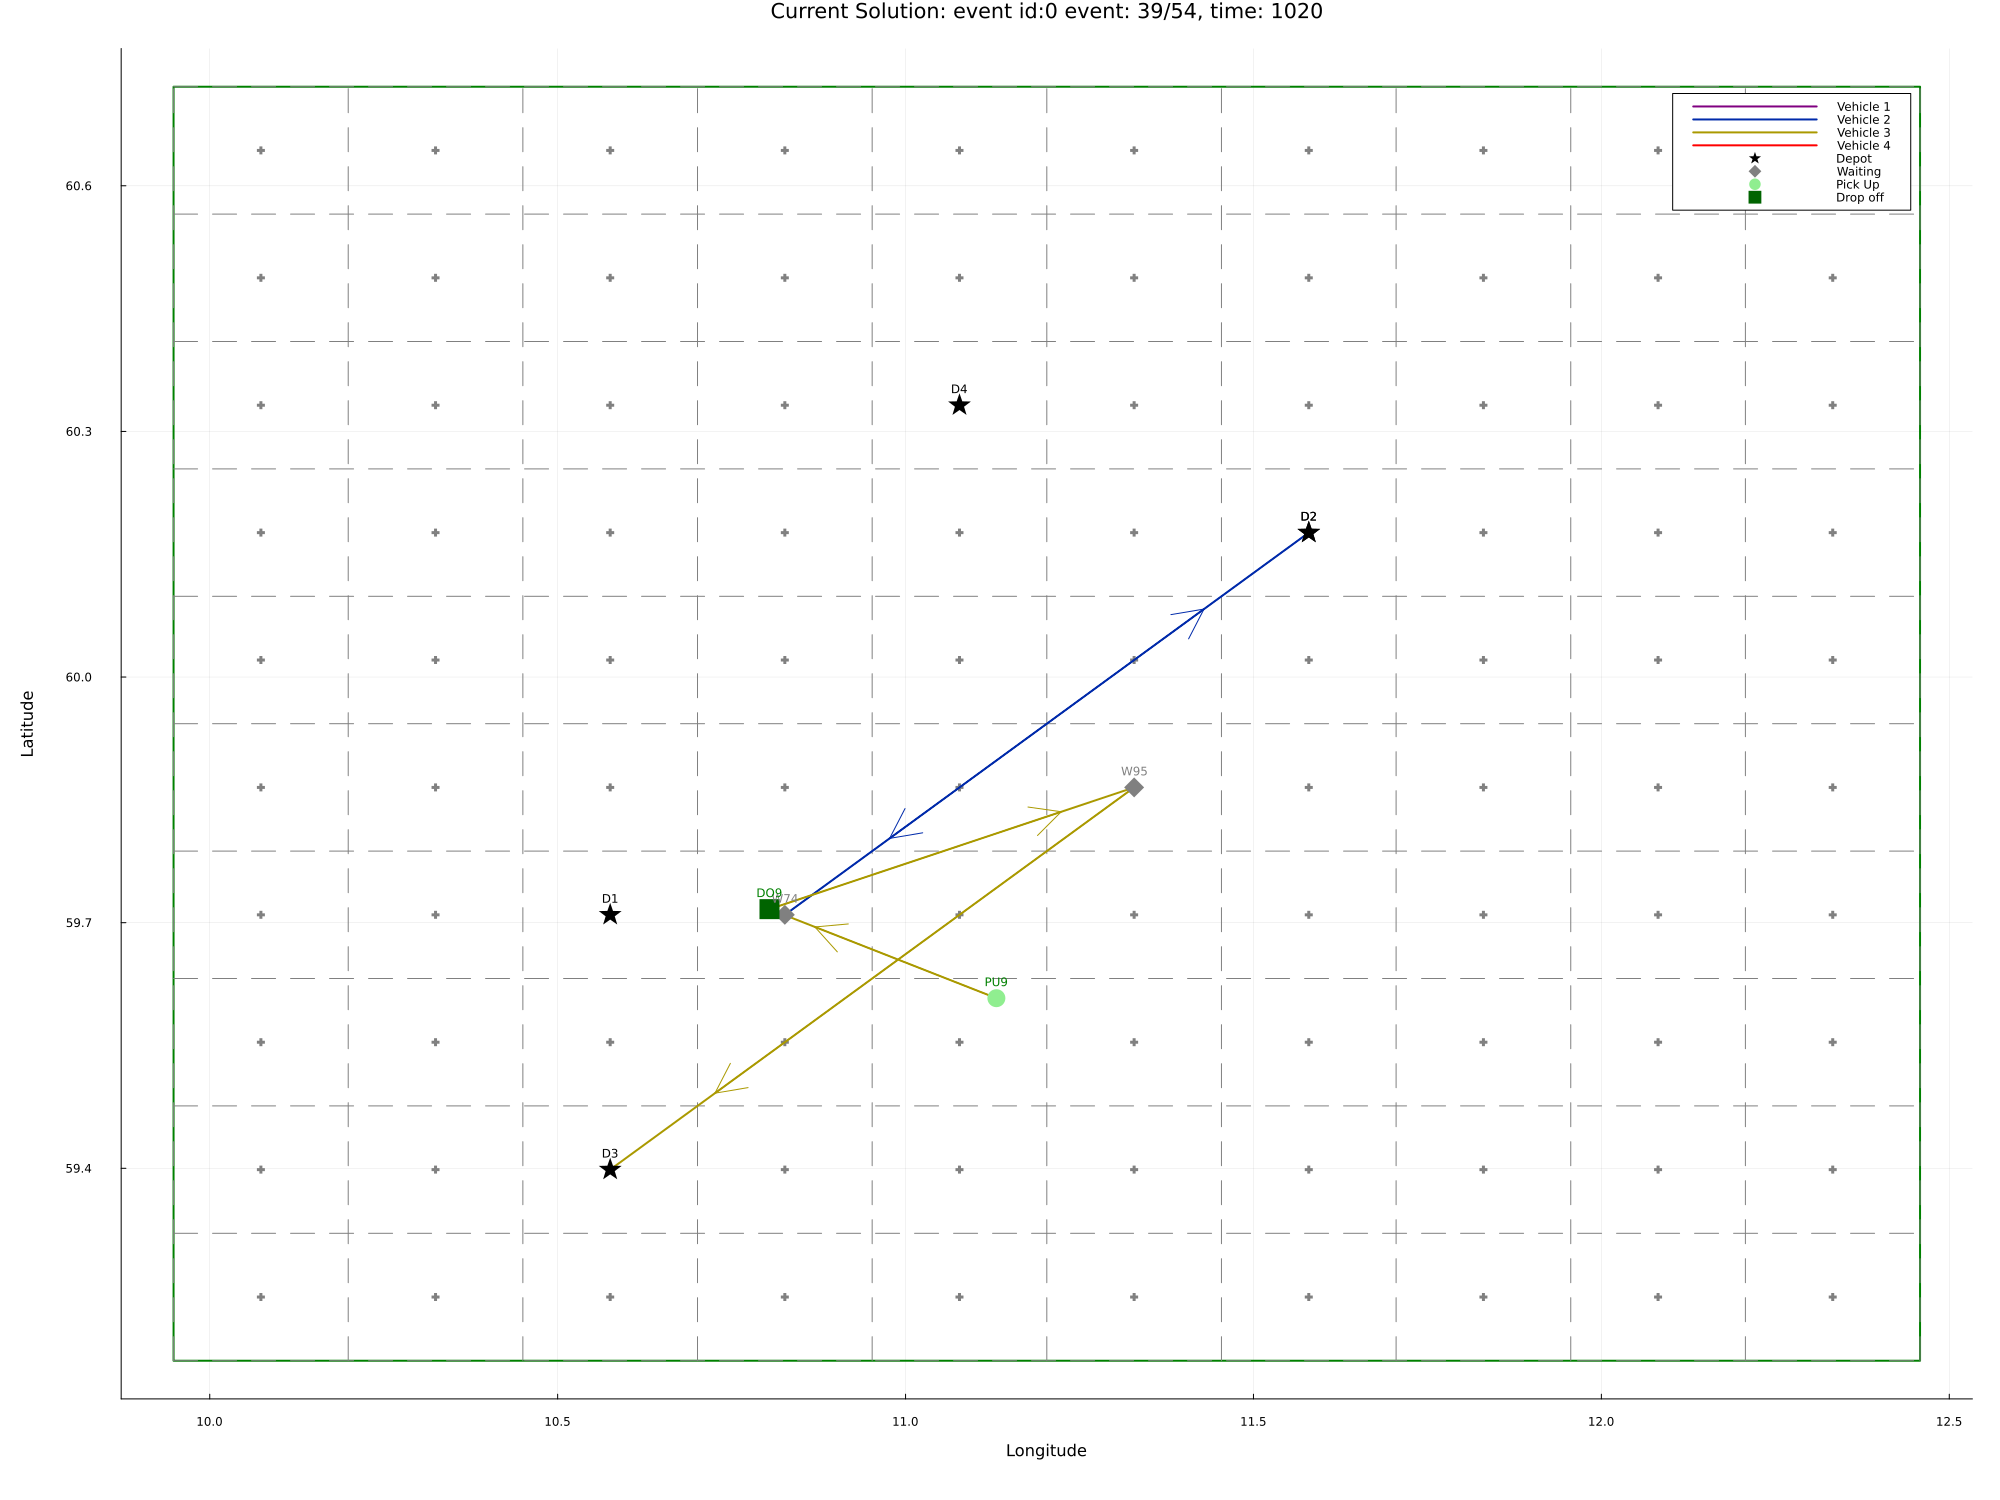 Current Solution: event id:0 event: 39/54, time: 1020
Vehicle 1
Vehicle 2
Vehicle 3
Vehicle 4
Depot
Waiting
Pick Up
Drop off
60.6
60.3
60.0
59.7
59.4
Latitude
D4
D2
W95
DO9
W74
D1
PU9
D3
10.0
10.5
11.0
11.5
12.0
12.5
Longitude